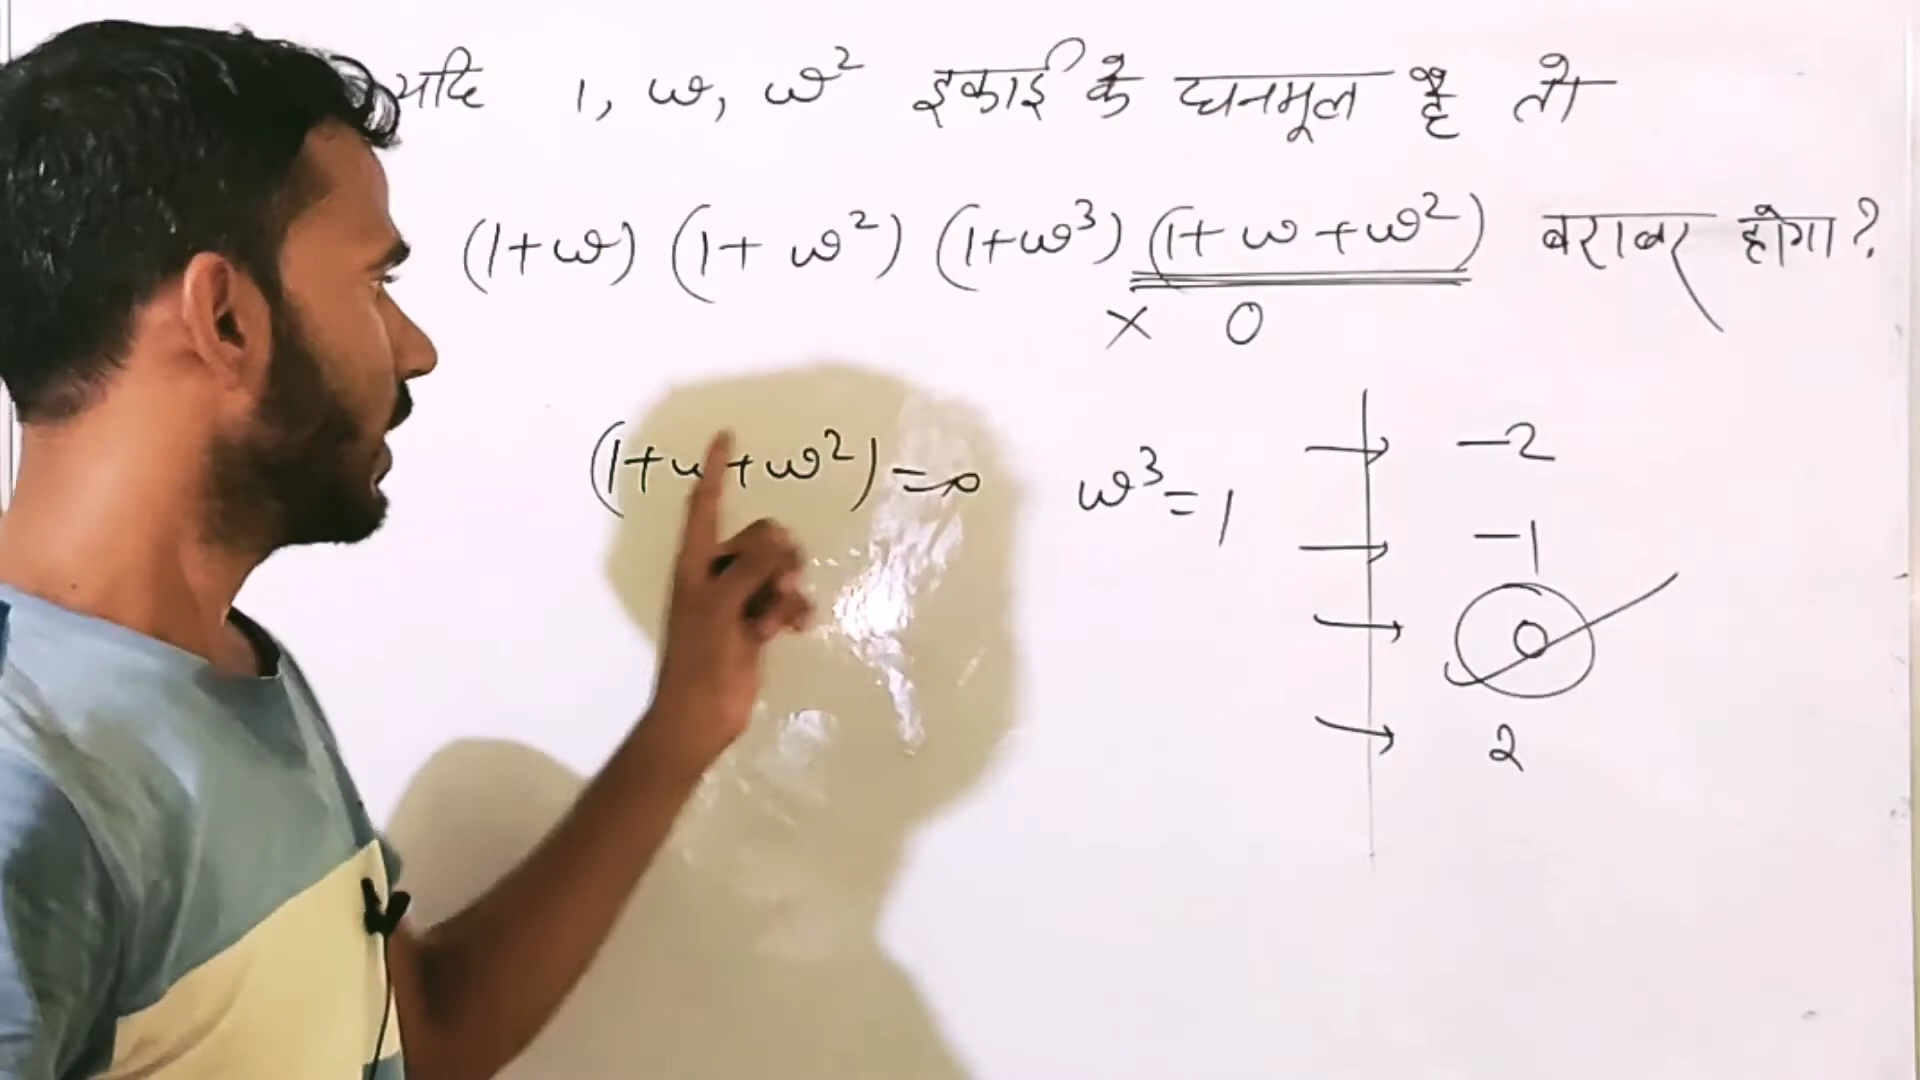 यदि 1, ω, ω² इकाई के घनमूल है तो
(1+ω) (1+ω²) (1+ω³) (1+ω+ω²) बराबर होगा?
× 0
(1+ω+ω²)=0 ω³=1
→ -2
→ -1
→ 0
→ 2